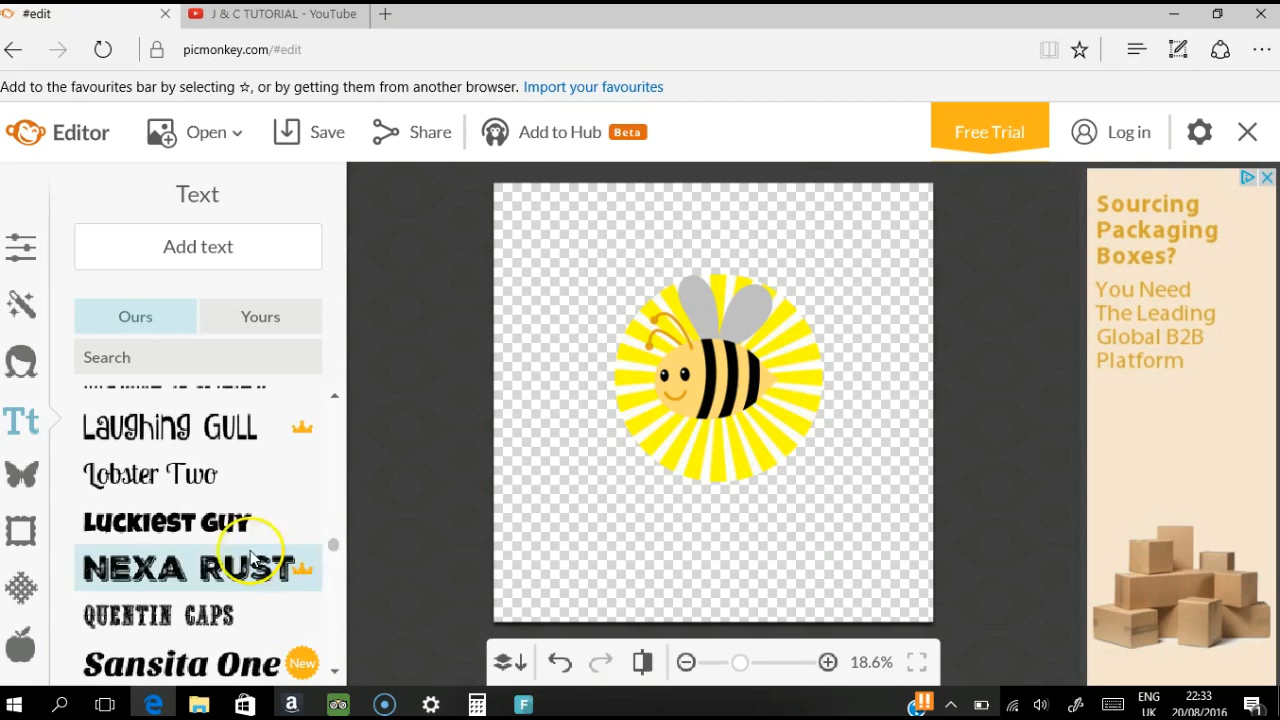 #edit
J & C TUTORIAL - YouTube
picmonkey.com/#edit
Add to the favourites bar by selecting ☆, or by getting them from another browser. Import your favourites
Editor
Open
Save
Share
Add to Hub Beta
Free Trial
Log in
Text
Add text
Ours
Yours
Search
Laughing Gull
Lobster Two
LUCKIEST GUY
NEXA RUST
QUENTIN CAPS
Sansita One New
Sourcing
Packaging
Boxes?
You Need
The Leading
Global B2B
Platform
18.6%
ENG
UK
22:33
20/08/2016